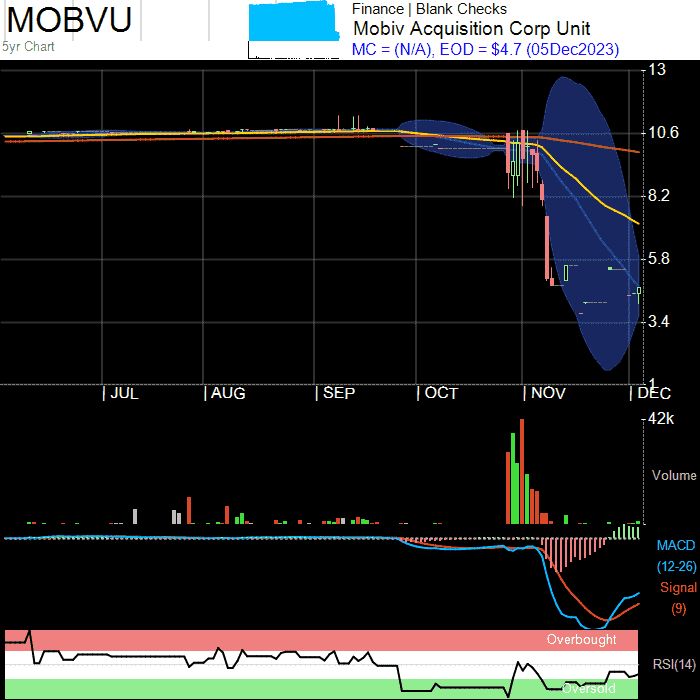 MOBVU
5yr Chart
Finance | Blank Checks
Mobiv Acquisition Corp Unit
MC = (N/A), EOD = $4.7 (05Dec2023)
13
10.6
8.2
5.8
3.4
1
| JUL | AUG | SEP | OCT | NOV | DEC
42k
Volume
MACD
(12-26)
Signal
(9)
Overbought
RSI(14)
Oversold